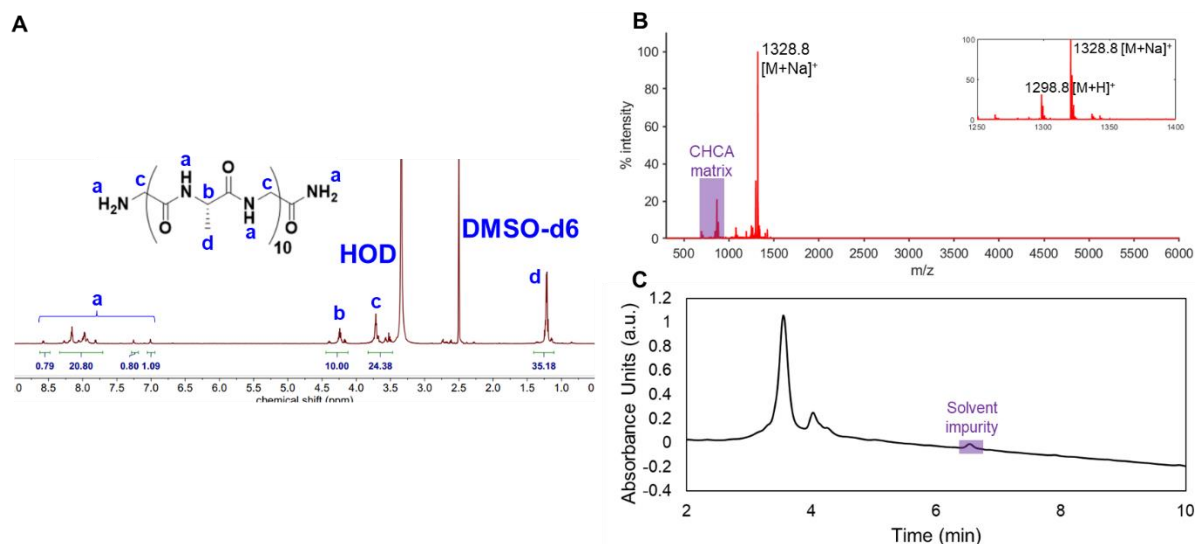 A
a
c
a
H
N
O
b
d
O
N
H
a
c
O
NH₂
a
H₂N
10
HOD
DMSO-d6
a
b
c
d
0.79
20.80
0.80
1.09
10.00
24.38
35.18
9.0
8.5
8.0
7.5
7.0
6.5
6.0
5.5
5.0
4.5
4.0
3.5
3.0
2.5
2.0
1.5
1.0
0.5
chemical shift (ppm)
B
100
80
60
40
20
0
% intensity
1328.8
[M+Na]⁺
CHCA
matrix
500
1000
1500
2000
2500
3000
3500
4000
4500
5000
5500
6000
m/z
100
50
0
1328.8 [M+Na]⁺
1298.8 [M+H]⁺
1250
1300
1350
1400
C
1.2
1
0.8
0.6
0.4
0.2
0
-0.2
-0.4
Absorbance Units (a.u.)
Solvent
impurity
2
4
6
8
10
Time (min)